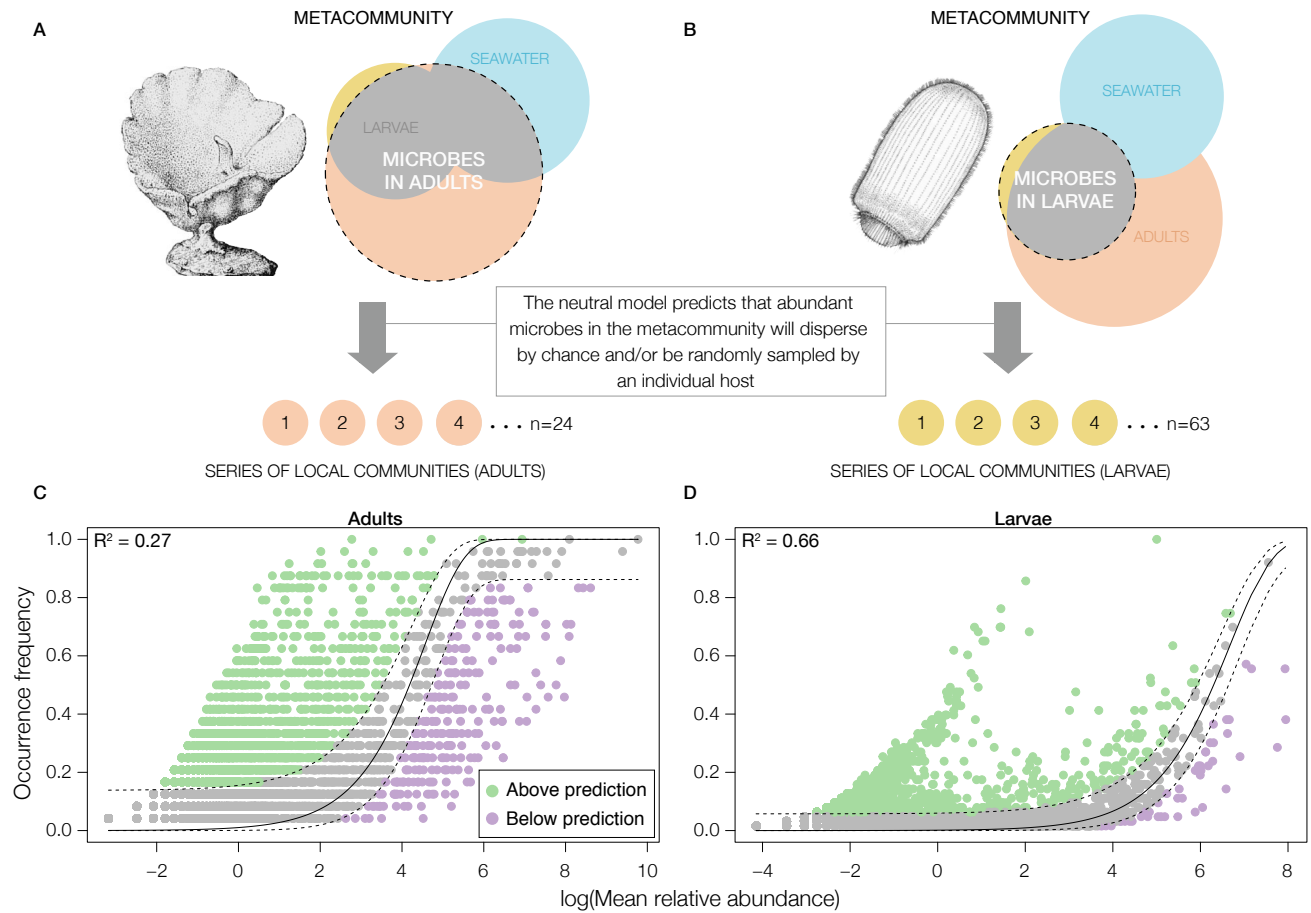 A
METACOMMUNITY
SEAWATER
LARVAE
MICROBES
IN ADULTS
B
METACOMMUNITY
SEAWATER
MICROBES
IN LARVAE
ADULTS
The neutral model predicts that abundant
microbes in the metacommunity will disperse
by chance and/or be randomly sampled by
an individual host
1 2 3 4 ... n=24
SERIES OF LOCAL COMMUNITIES (ADULTS)
1 2 3 4 ... n=63
SERIES OF LOCAL COMMUNITIES (LARVAE)
C
Adults
R² = 0.27
1.0
0.8
0.6
0.4
0.2
0.0
Occurrence frequency
Above prediction
Below prediction
−2 0 2 4 6 8 10
D
Larvae
R² = 0.66
1.0
0.8
0.6
0.4
0.2
0.0
−4 −2 0 2 4 6 8
log(Mean relative abundance)